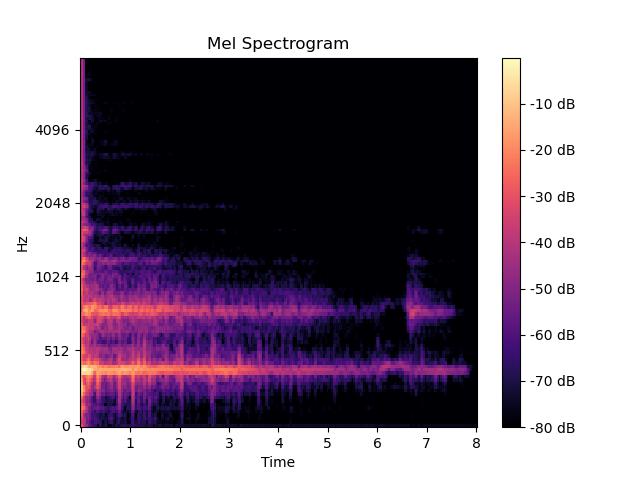 Mel Spectrogram
Hz
4096
2048
1024
512
0
0 1 2 3 4 5 6 7 8
Time
-10 dB
-20 dB
-30 dB
-40 dB
-50 dB
-60 dB
-70 dB
-80 dB